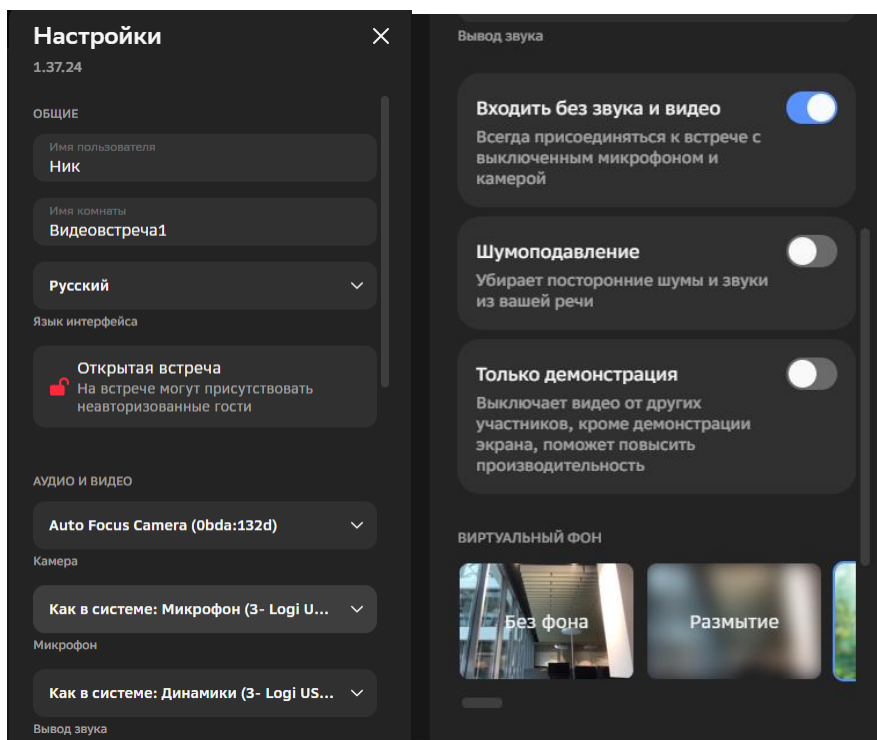 Настройки
1.37.24
ОБЩИЕ
Имя пользователя
Ник
Имя комнаты
Видеовстреча1
Русский
Язык интерфейса
Открытая встреча
На встрече могут присутствовать
неавторизованные гости
АУДИО И ВИДЕО
Auto Focus Camera (0bda:132d)
Камера
Как в системе: Микрофон (3- Logi U...
Микрофон
Как в системе: Динамики (3- Logi US...
Вывод звука
Вывод звука
Входить без звука и видео
Всегда присоединяться к встрече с
выключенным микрофоном и
камерой
Шумоподавление
Убирает посторонние шумы и звуки
из вашей речи
Только демонстрация
Выключает видео от других
участников, кроме демонстрации
экрана, поможет повысить
производительность
ВИРТУАЛЬНЫЙ ФОН
Без фона
Размытие